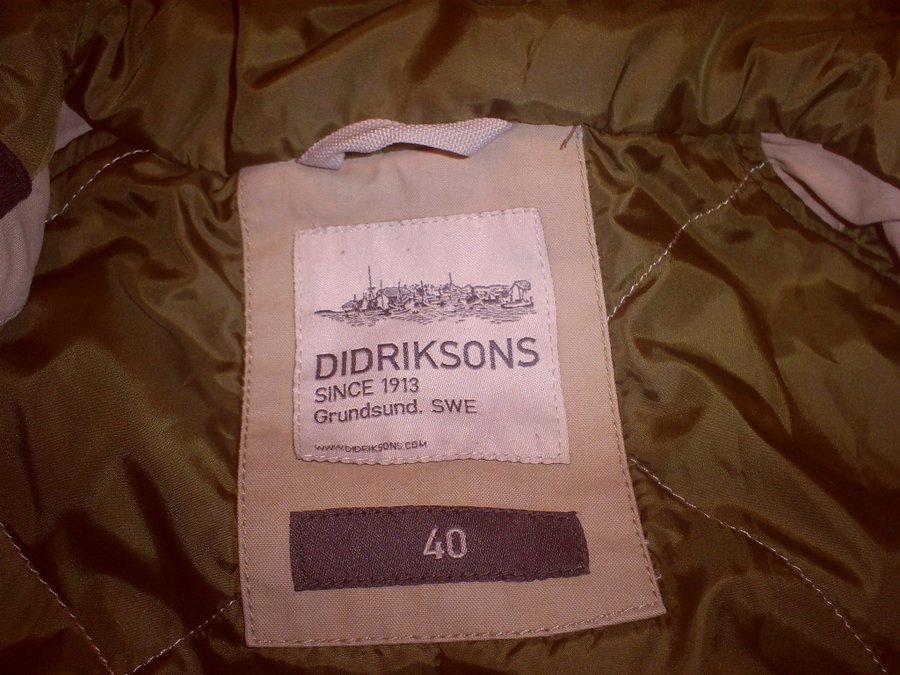 DIDRIKSONS
SINCE 1913
Grundsund. SWE
WWW.DIDRIKSONS.COM
40